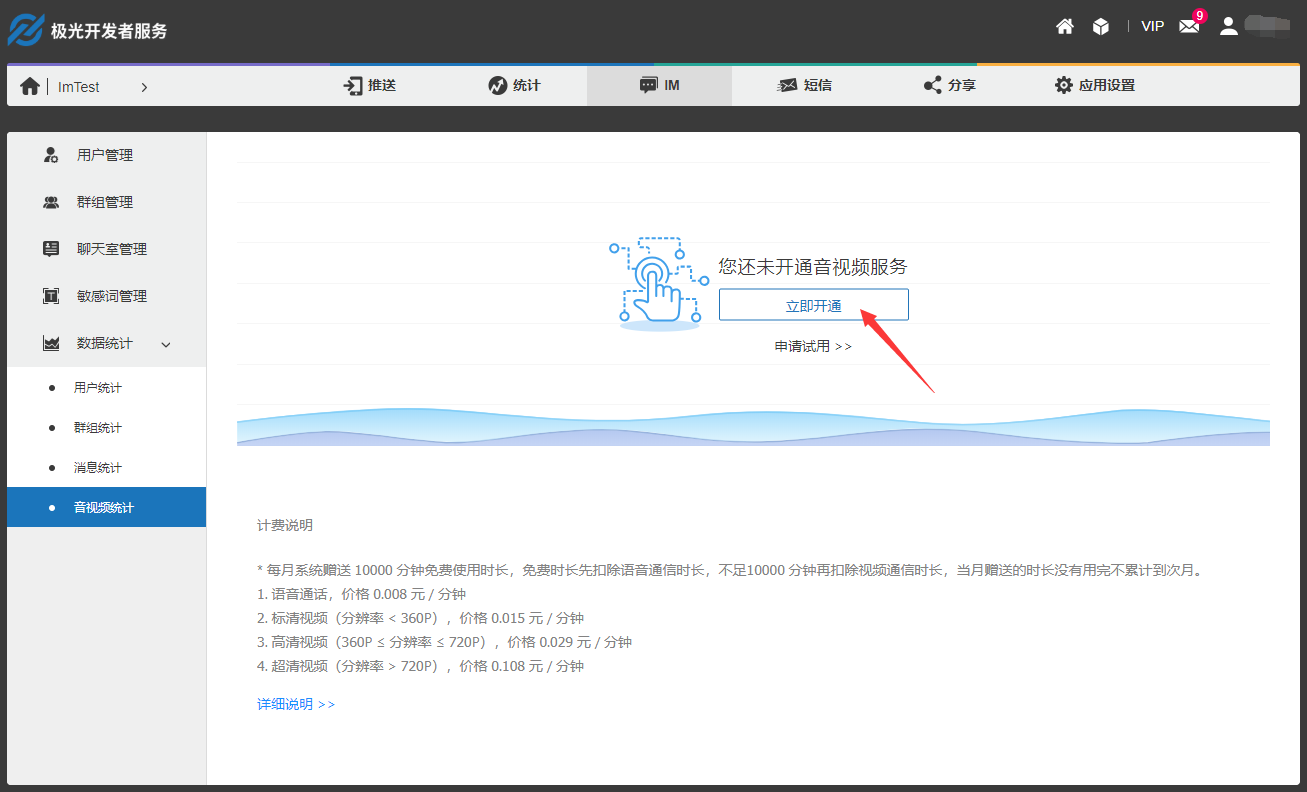 极光开发者服务
VIP
9
ImTest
推送
统计
IM
短信
分享
应用设置
用户管理
群组管理
聊天室管理
敏感词管理
数据统计
用户统计
群组统计
消息统计
音视频统计
您还未开通音视频服务
立即开通
申请试用 >>
计费说明
* 每月系统赠送 10000 分钟免费使用时长，免费时长先扣除语音通信时长，不足10000 分钟再扣除视频通信时长，当月赠送的时长没有用完不累计到次月。
1. 语音通话，价格 0.008 元 / 分钟
2. 标清视频（分辨率 < 360P），价格 0.015 元 / 分钟
3. 高清视频（360P ≤ 分辨率 ≤ 720P），价格 0.029 元 / 分钟
4. 超清视频（分辨率 > 720P），价格 0.108 元 / 分钟
详细说明 >>